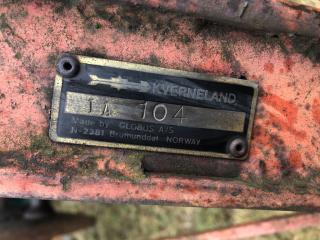 KVERNELAND
TA 104
Made by GLOBUS A/S
N-2381 Brumunddal NORWAY